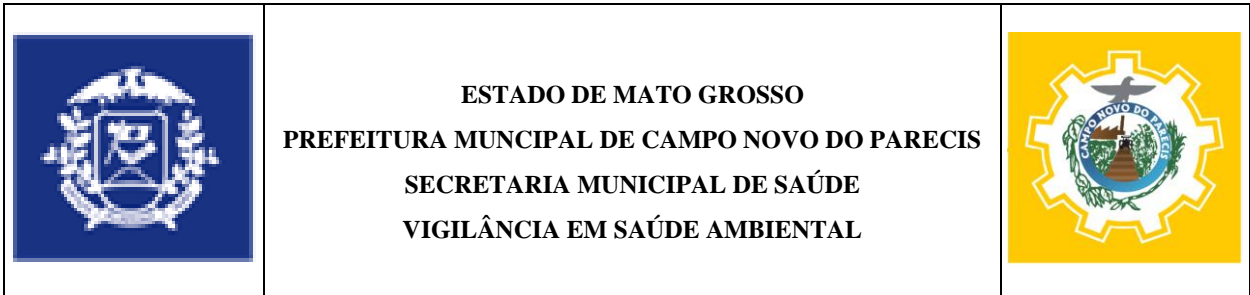 ESTADO DE MATO GROSSO
PREFEITURA MUNCIPAL DE CAMPO NOVO DO PARECIS
SECRETARIA MUNICIPAL DE SAÚDE
VIGILÂNCIA EM SAÚDE AMBIENTAL
CAMPO NOVO DO PARECIS